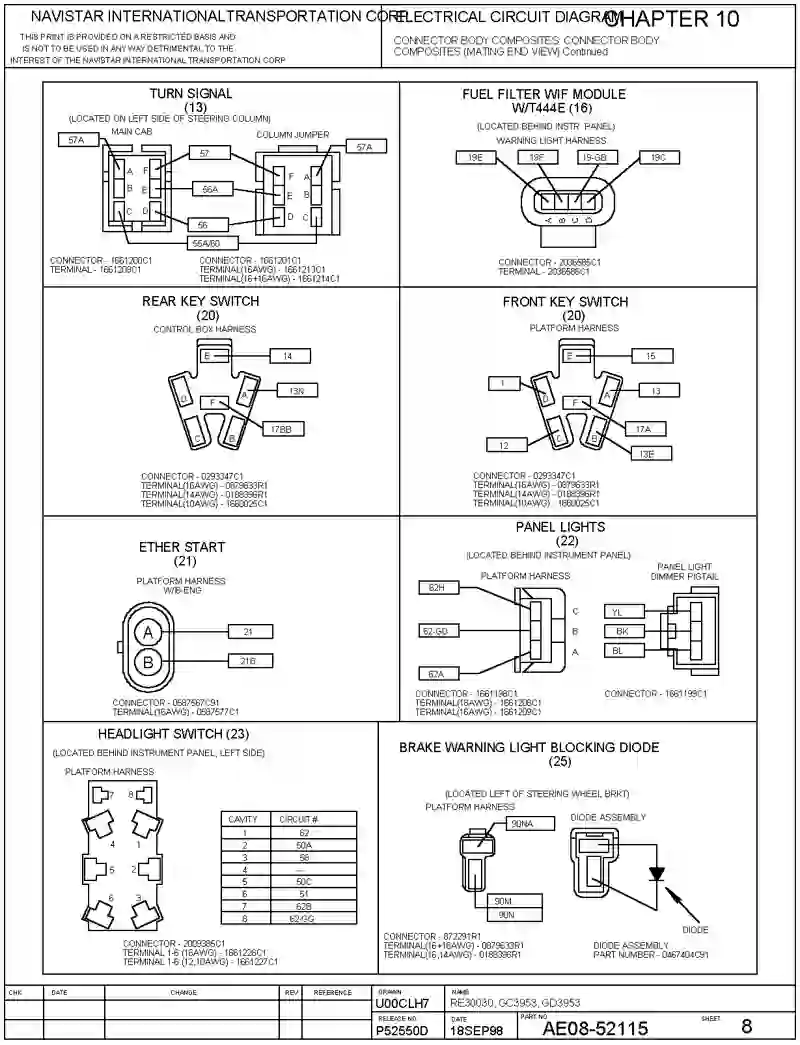 NAVISTAR INTERNATIONAL TRANSPORTATION CORP
THIS PRINT IS PROVIDED ON A RESTRICTED BASIS AND
IS NOT TO BE USED IN ANY WAY DETRIMENTAL TO THE
INTEREST OF THE NAVISTAR INTERNATIONAL TRANSPORTATION CORP
ELECTRICAL CIRCUIT DIAGRAM
CHAPTER 10
CONNECTOR BODY COMPOSITES: CONNECTOR BODY
COMPOSITES (MATING END VIEW) Continued
TURN SIGNAL
(13)
(LOCATED ON LEFT SIDE OF STEERING COLUMN)
MAIN CAB
COLUMN JUMPER
57A
57
57A
A F
B E
C D
F A
E B
D C
56A
56
55A/60
CONNECTOR - 1661200C1
TERMINAL - 1661209C1
CONNECTOR - 1661201C1
TERMINAL(16AWG) - 1661213C1
TERMINAL(16+16AWG) - 1661214C1
FUEL FILTER WIF MODULE
W/T444E (16)
(LOCATED BEHIND INSTR. PANEL)
WARNING LIGHT HARNESS
19E
19F
19-GB
19C
A B C D
CONNECTOR - 2036585C1
TERMINAL - 2036586C1
REAR KEY SWITCH
(20)
CONTROL BOX HARNESS
E
14
D
A
13N
F
17BB
C
B
CONNECTOR - 0293347C1
TERMINAL(16AWG) - 0879633R1
TERMINAL(14AWG) - 0188396R1
TERMINAL(10AWG) - 1660025C1
FRONT KEY SWITCH
(20)
PLATFORM HARNESS
E
15
1
D
A
13
F
17A
12
C
B
13E
CONNECTOR - 0293347C1
TERMINAL(16AWG) - 0879633R1
TERMINAL(14AWG) - 0188396R1
TERMINAL(10AWG) - 1660025C1
ETHER START
(21)
PLATFORM HARNESS
W/B-ENG
A
21
B
21B
CONNECTOR - 0587567C91
TERMINAL(16AWG) - 0587577C1
PANEL LIGHTS
(22)
(LOCATED BEHIND INSTRUMENT PANEL)
PLATFORM HARNESS
PANEL LIGHT
DIMMER PIGTAIL
62H
62-GD
62A
C
B
A
YL
BK
BL
CONNECTOR - 1661198C1
TERMINAL(18AWG) - 1661208C1
TERMINAL(16AWG) - 1661209C1
CONNECTOR - 1661199C1
HEADLIGHT SWITCH (23)
(LOCATED BEHIND INSTRUMENT PANEL, LEFT SIDE)
PLATFORM HARNESS
7 8
4 1
5 2
6 3
CAVITY CIRCUIT #
1 62
2 50A
3 58
4 —
5 50C
6 51
7 62B
8 62-GG
CONNECTOR - 2009385C1
TERMINAL 1-6 (16AWG) - 1661226C1
TERMINAL 1-6 (12,10AWG) - 1661227C1
BRAKE WARNING LIGHT BLOCKING DIODE
(25)
(LOCATED LEFT OF STEERING WHEEL BRKT)
PLATFORM HARNESS
DIODE ASSEMBLY
90NA
90M
90N
DIODE
CONNECTOR - 872291R1
TERMINAL(16+16AWG) - 0879633R1
TERMINAL(16,14AWG) - 0188396R1
DIODE ASSEMBLY
PART NUMBER - 0467404C91
CHK DATE CHANGE REV REFERENCE
DRAWN
U00CLH7
NAME
RE30030, GC3953, GD3953
RELEASE NO.
P52550D
DATE
18SEP98
PART NO.
AE08-52115
SHEET
8